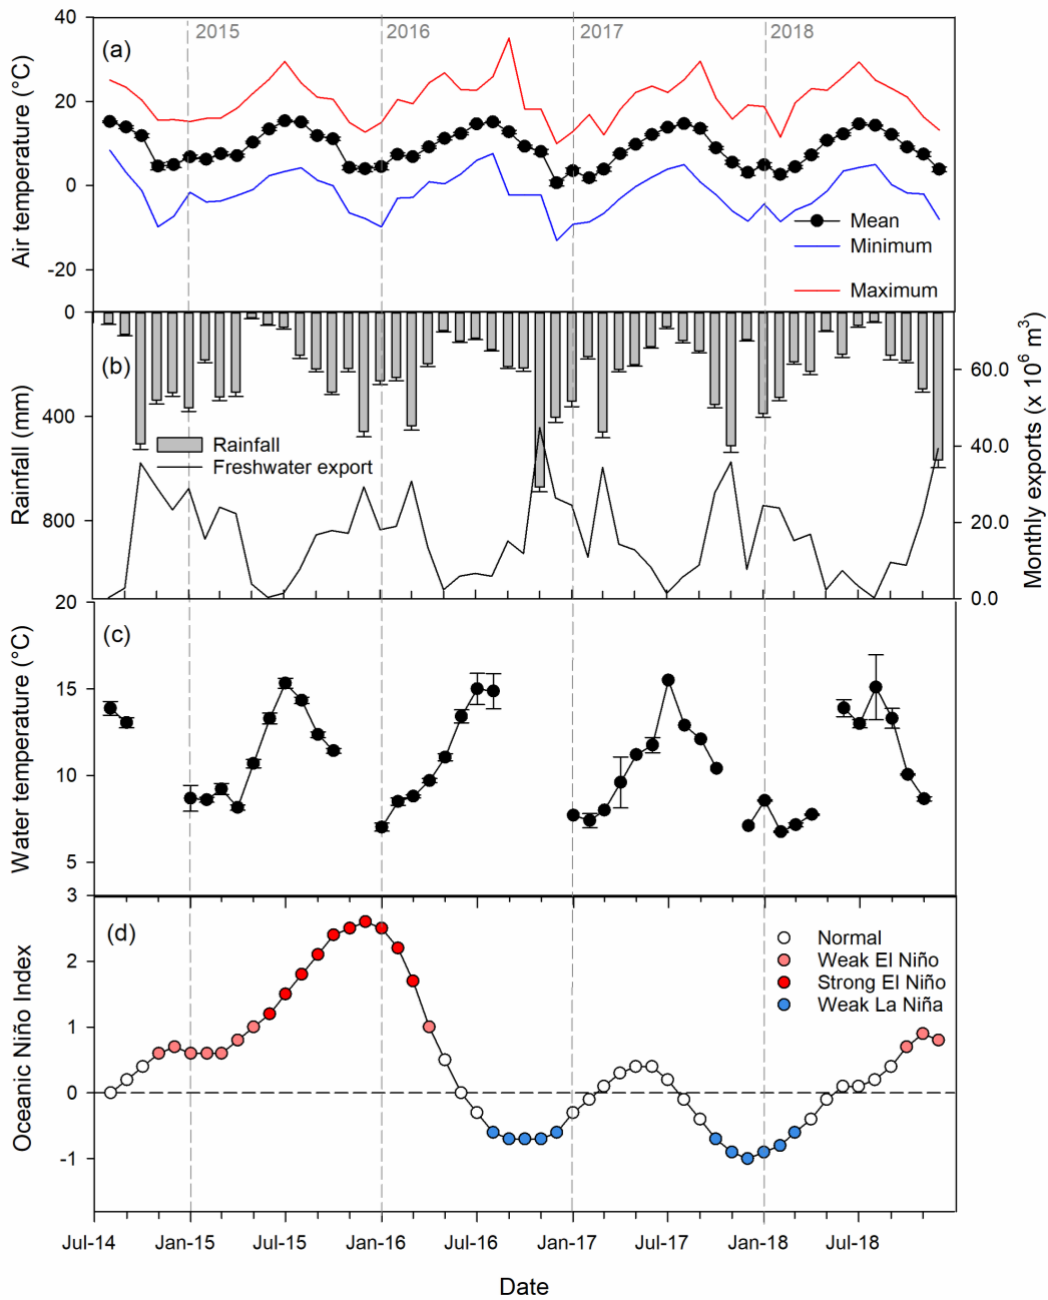 2015 2016 2017 2018
(a)
40
20
0
-20
Air temperature (°C)
Mean
Minimum
Maximum
(b)
0
400
800
Rainfall (mm)
Rainfall
Freshwater export
60.0
40.0
20.0
0.0
Monthly exports (x 10⁶ m³)
(c)
20
15
10
5
3
Water temperature (°C)
(d)
2
1
0
-1
Oceanic Niño Index
Normal
Weak El Niño
Strong El Niño
Weak La Niña
Jul-14 Jan-15 Jul-15 Jan-16 Jul-16 Jan-17 Jul-17 Jan-18 Jul-18
Date